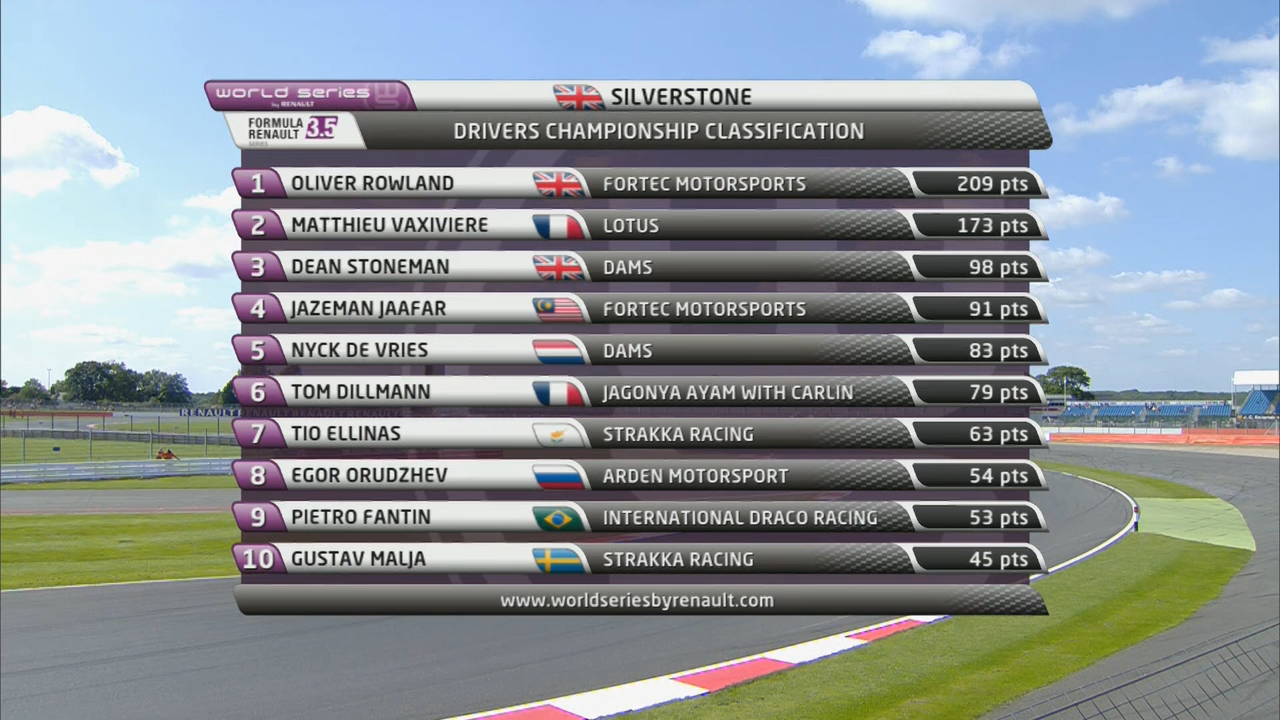 world series
by RENAULT
SILVERSTONE
FORMULA RENAULT 3.5 SERIES
DRIVERS CHAMPIONSHIP CLASSIFICATION
1 OLIVER ROWLAND FORTEC MOTORSPORTS 209 pts
2 MATTHIEU VAXIVIERE LOTUS 173 pts
3 DEAN STONEMAN DAMS 98 pts
4 JAZEMAN JAAFAR FORTEC MOTORSPORTS 91 pts
5 NYCK DE VRIES DAMS 83 pts
6 TOM DILLMANN JAGONYA AYAM WITH CARLIN 79 pts
RENAULT
7 TIO ELLINAS STRAKKA RACING 63 pts
8 EGOR ORUDZHEV ARDEN MOTORSPORT 54 pts
9 PIETRO FANTIN INTERNATIONAL DRACO RACING 53 pts
10 GUSTAV MALJA STRAKKA RACING 45 pts
www.worldseriesbyrenault.com